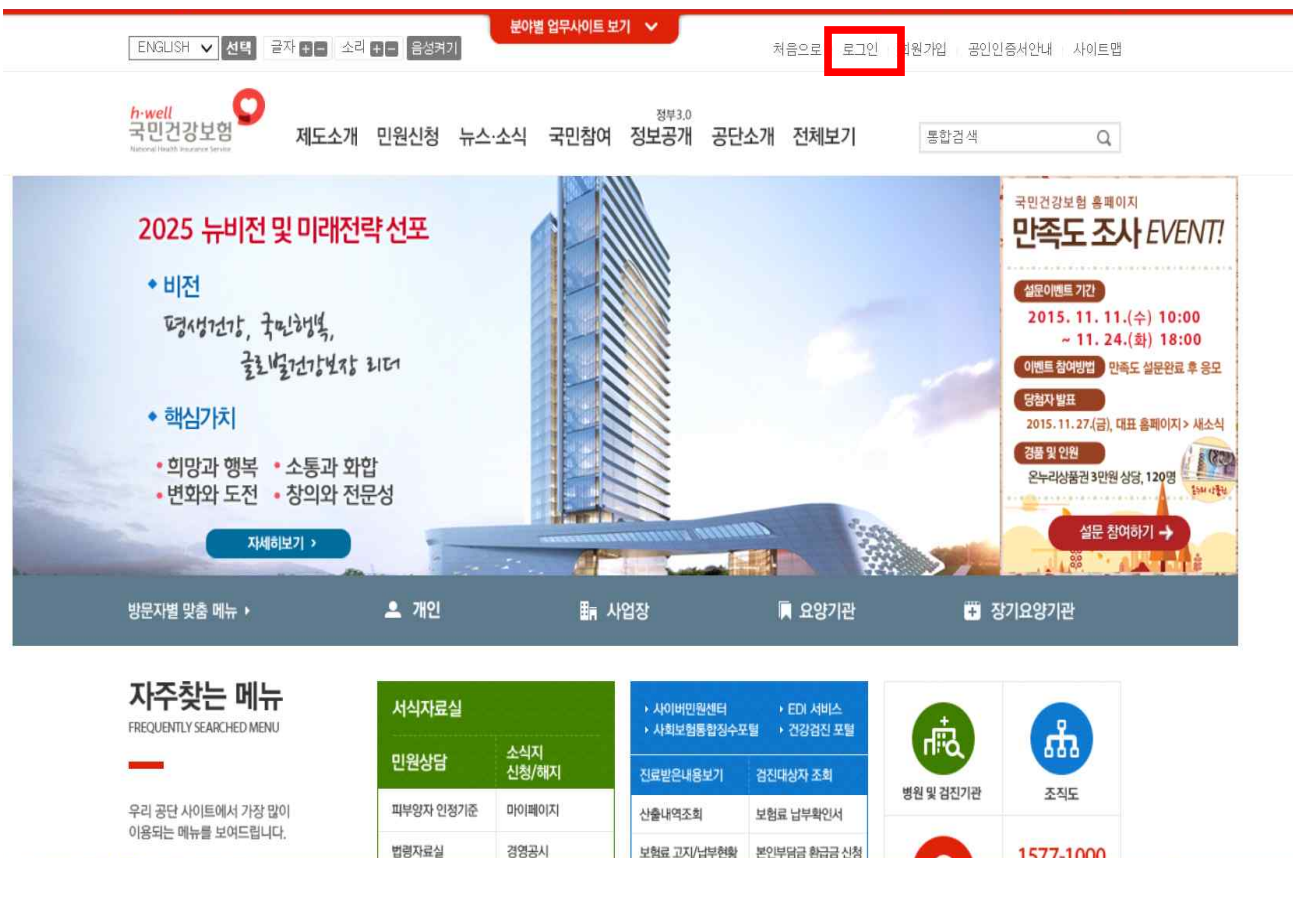 분야별 업무사이트 보기
ENGLISH 선택 글자 + - 소리 + - 음성켜기
처음으로 로그인 회원가입 공인인증서안내 사이트맵
h·well
국민건강보험
National Health Insurance Service
정부3.0
제도소개 민원신청 뉴스·소식 국민참여 정보공개 공단소개 전체보기
통합검색
2025 뉴비전 및 미래전략 선포
비전
평생건강, 국민행복,
글로벌건강보장 리더
핵심가치
• 희망과 행복 • 소통과 화합
• 변화와 도전 • 창의와 전문성
자세히보기 >
국민건강보험 홈페이지
만족도 조사 EVENT!
설문이벤트 기간
2015. 11. 11.(수) 10:00
~ 11. 24.(화) 18:00
이벤트 참여방법 만족도 설문완료 후 응모
당첨자 발표
2015. 11. 27.(금), 대표 홈페이지 > 새소식
경품 및 인원
온누리상품권 3만원 상당, 120명
온누리 상품권
설문 참여하기
방문자별 맞춤 메뉴 개인 사업장 요양기관 장기요양기관
자주찾는 메뉴
FREQUENTLY SEARCHED MENU
우리 공단 사이트에서 가장 많이
이용되는 메뉴를 보여드립니다.
서식자료실
민원상담
소식지
신청/해지
피부양자 인정기준 마이페이지
법령자료실 경영공시
사이버민원센터 EDI 서비스
사회보험통합징수포털 건강검진 포털
진료받은내용보기 검진대상자 조회
산출내역조회 보험료 납부확인서
보험료 고지/납부현황 본인부담금 환급금 신청
병원 및 검진기관 조직도
1577-1000